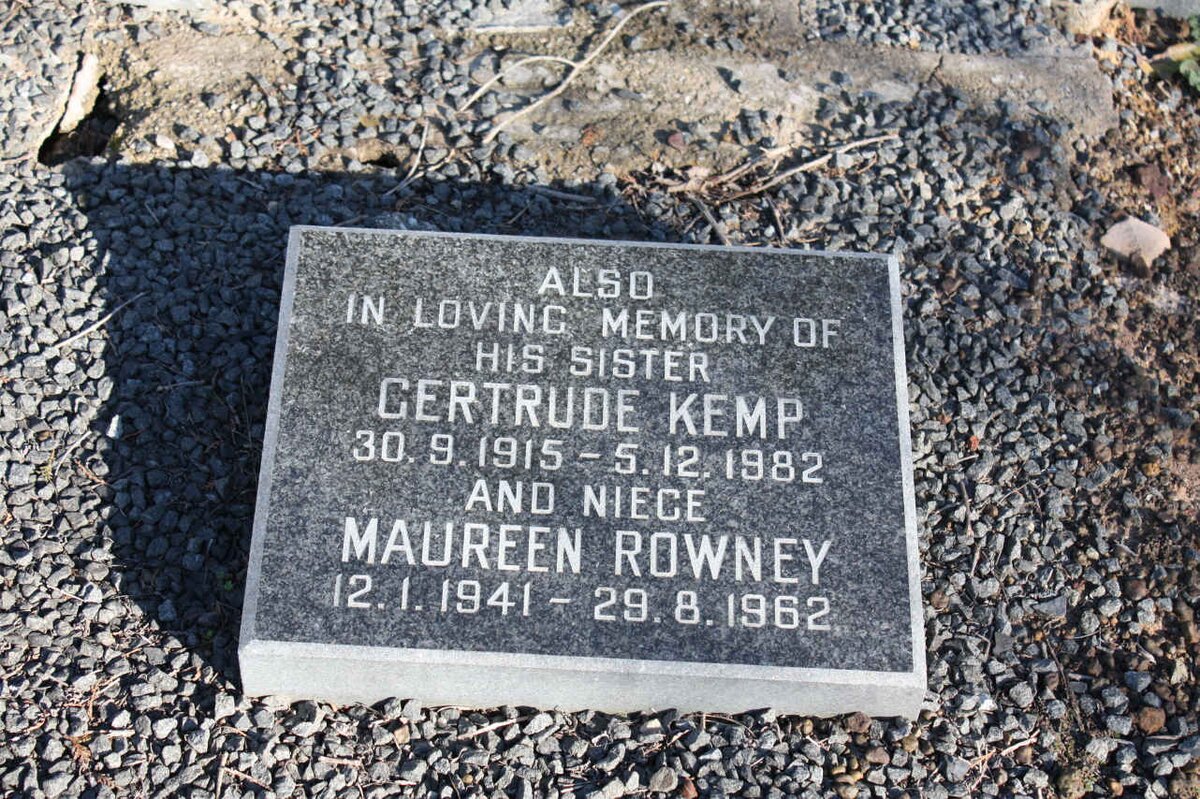 ALSO
IN LOVING MEMORY OF
HIS SISTER
GERTRUDE KEMP
30.9.1915 – 5.12.1982
AND NIECE
MAUREEN ROWNEY
12.1.1941 – 29.8.1962